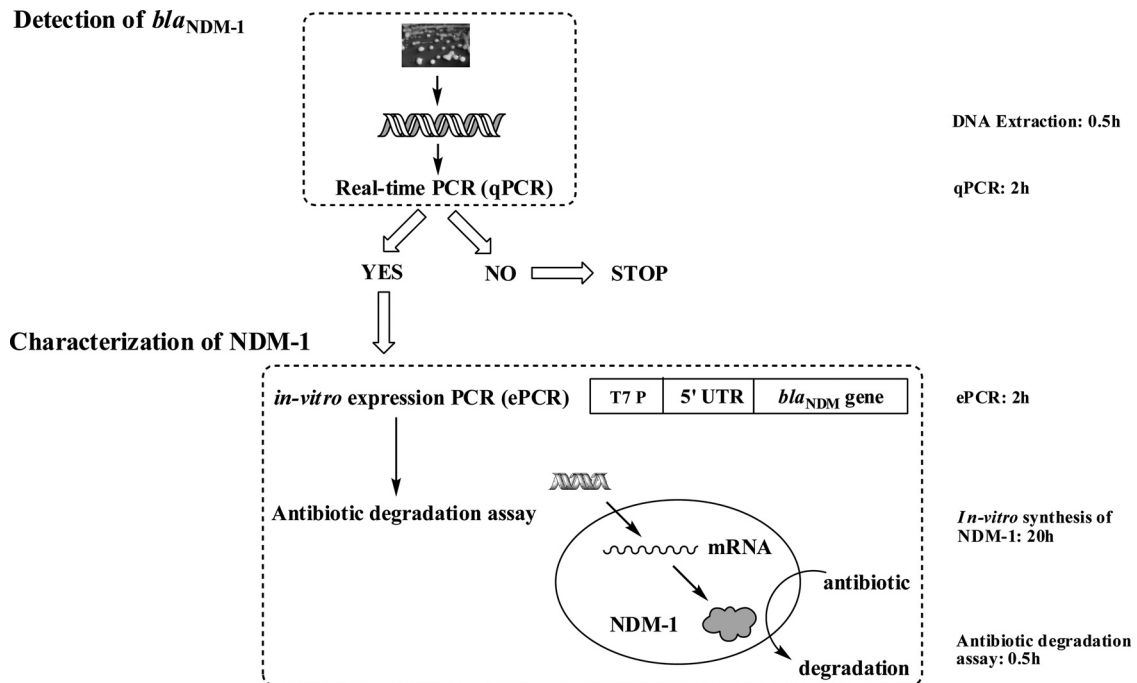 Detection of blaNDM-1
DNA Extraction: 0.5h
Real-time PCR (qPCR)
qPCR: 2h
YES
NO
STOP
Characterization of NDM-1
in-vitro expression PCR (ePCR)
T7 P
5' UTR
blaNDM gene
ePCR: 2h
Antibiotic degradation assay
mRNA
In-vitro synthesis of
NDM-1: 20h
antibiotic
NDM-1
degradation
Antibiotic degradation
assay: 0.5h